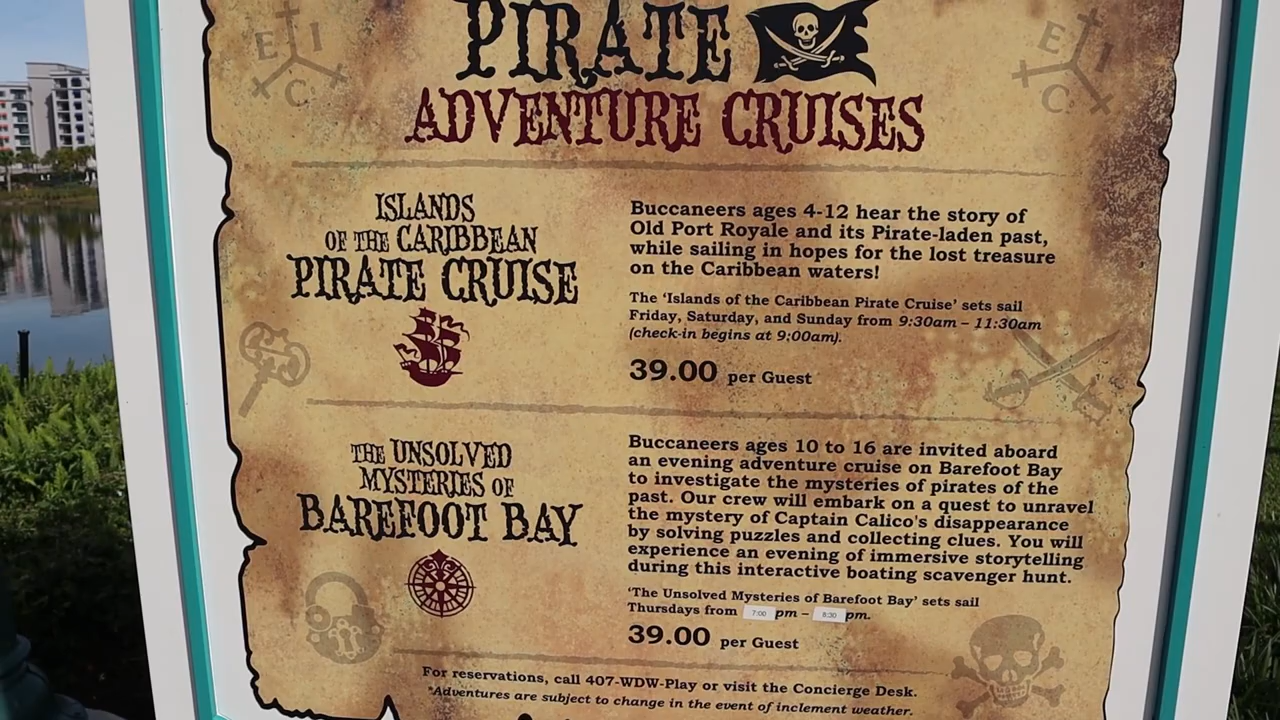 PIRATE
E I C
E I C
ADVENTURE CRUISES
ISLANDS
OF THE CARIBBEAN
PIRATE CRUISE
Buccaneers ages 4-12 hear the story of
Old Port Royale and its Pirate-laden past,
while sailing in hopes for the lost treasure
on the Caribbean waters!
The ‘Islands of the Caribbean Pirate Cruise’ sets sail
Friday, Saturday, and Sunday from 9:30am – 11:30am
(check-in begins at 9:00am).
39.00 per Guest
THE UNSOLVED
MYSTERIES OF
BAREFOOT BAY
Buccaneers ages 10 to 16 are invited aboard
an evening adventure cruise on Barefoot Bay
to investigate the mysteries of pirates of the
past. Our crew will embark on a quest to unravel
the mystery of Captain Calico's disappearance
by solving puzzles and collecting clues. You will
experience an evening of immersive storytelling
during this interactive boating scavenger hunt.
‘The Unsolved Mysteries of Barefoot Bay’ sets sail
Thursdays from 7:00 pm – 8:30 pm.
39.00 per Guest
For reservations, call 407-WDW-Play or visit the Concierge Desk.
*Adventures are subject to change in the event of inclement weather.